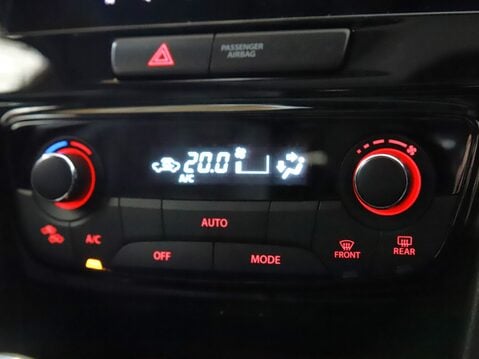 PASSENGER
AIRBAG
20.0
A/C
AUTO
A/C
OFF
MODE
FRONT
REAR